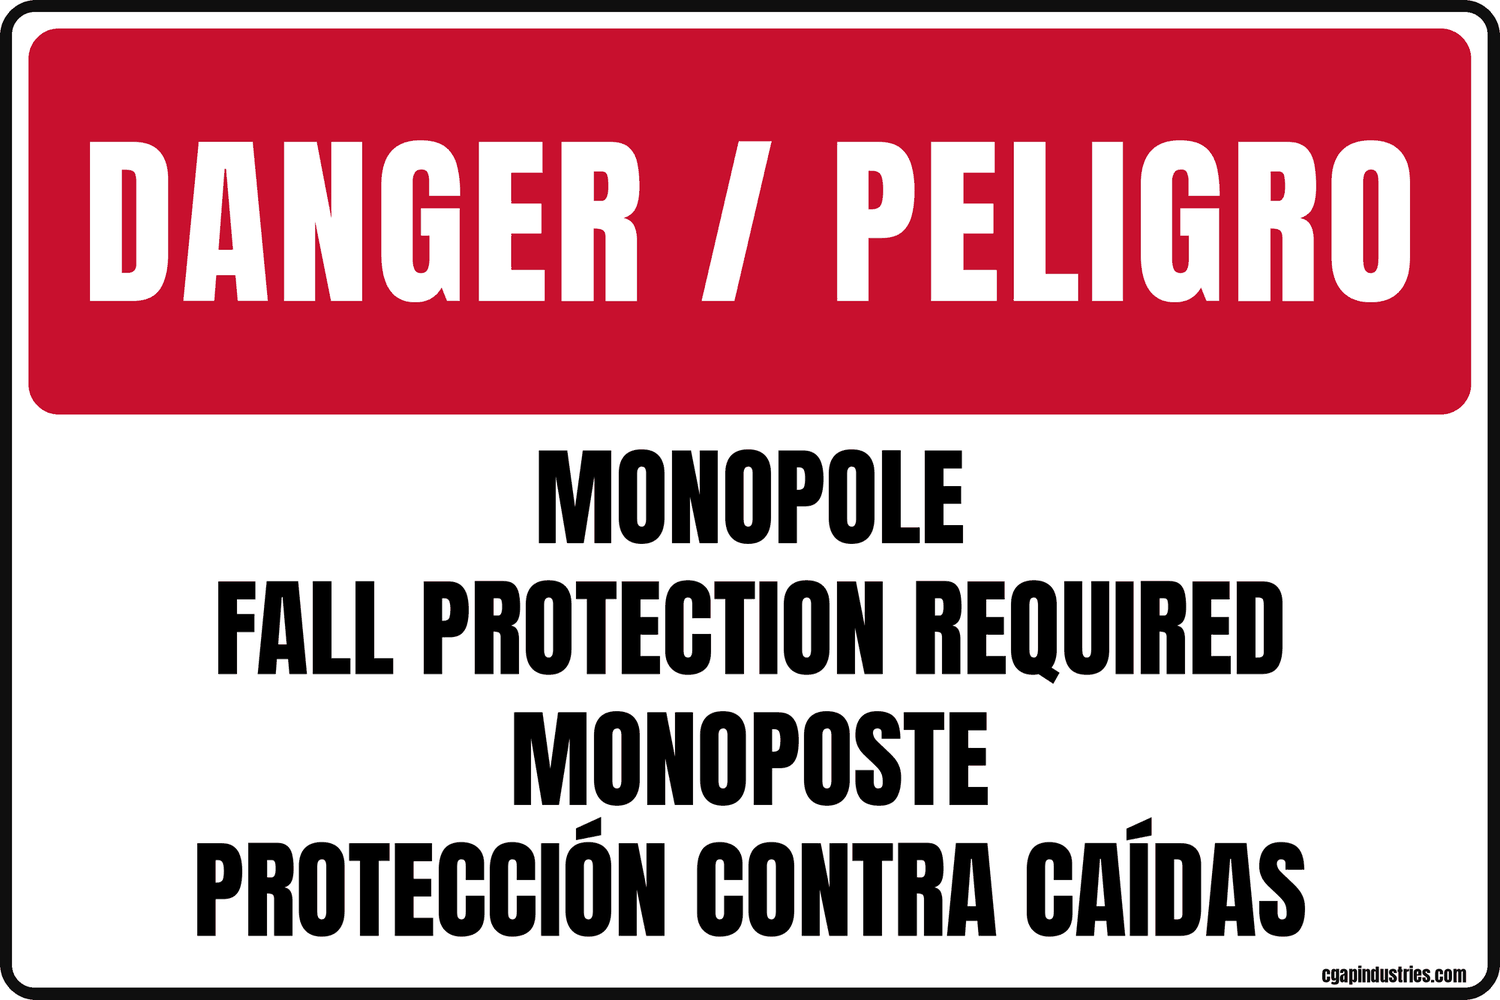 DANGER / PELIGRO
MONOPOLE
FALL PROTECTION REQUIRED
MONOPOSTE
PROTECCIÓN CONTRA CAÍDAS
cgapindustries.com